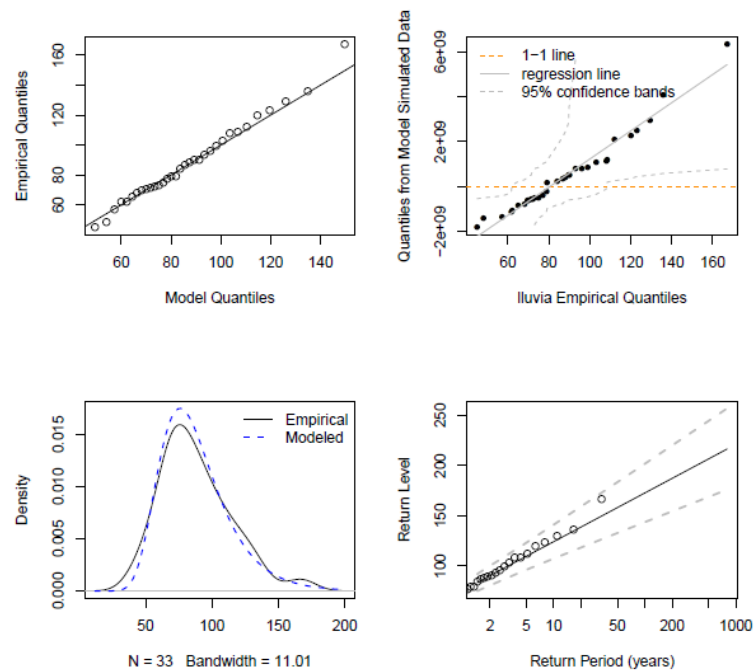 Empirical Quantiles
60 80 120 160
60 80 100 120 140
Model Quantiles
Quantiles from Model Simulated Data
−2e+09 2e+09 6e+09
1−1 line
regression line
95% confidence bands
60 80 100 120 140 160
lluvia Empirical Quantiles
Density
0.000 0.005 0.010 0.015
Empirical
Modeled
50 100 150 200
N = 33 Bandwidth = 11.01
Return Level
100 150 200 250
2 5 10 50 200 1000
Return Period (years)